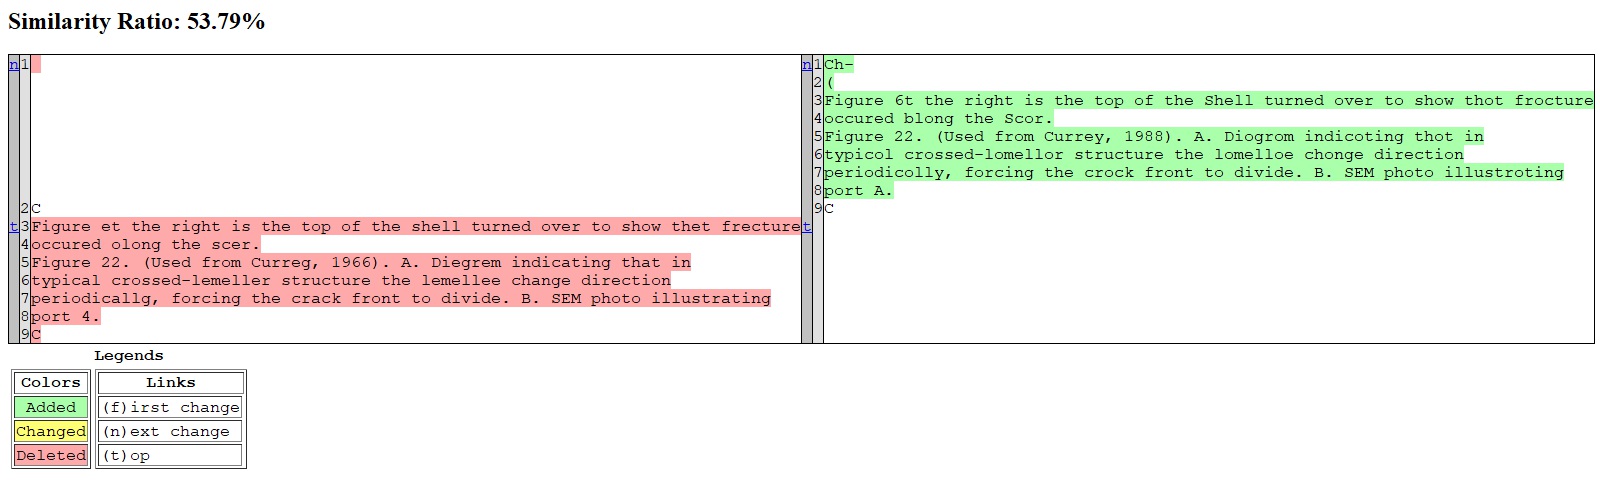 Similarity Ratio: 53.79%
n 1
2 C
t 3 Figure et the right is the top of the shell turned over to show thet frecture
4 occured olong the scer.
5 Figure 22. (Used from Curreg, 1966). A. Diegrem indicating that in
6 typical crossed-lemeller structure the lemellee change direction
7 periodicallg, forcing the crack front to divide. B. SEM photo illustrating
8 port 4.
9 C
n 1 Ch-
2 (
3 Figure 6t the right is the top of the Shell turned over to show thot frocture
4 occured blong the Scor.
5 Figure 22. (Used from Currey, 1988). A. Diogrom indicoting thot in
6 typicol crossed-lomellor structure the lomelloe chonge direction
7 periodicolly, forcing the crock front to divide. B. SEM photo illustroting
8 port A.
9 C
t
Legends
Colors
Added
Changed
Deleted
Links
(f)irst change
(n)ext change
(t)op